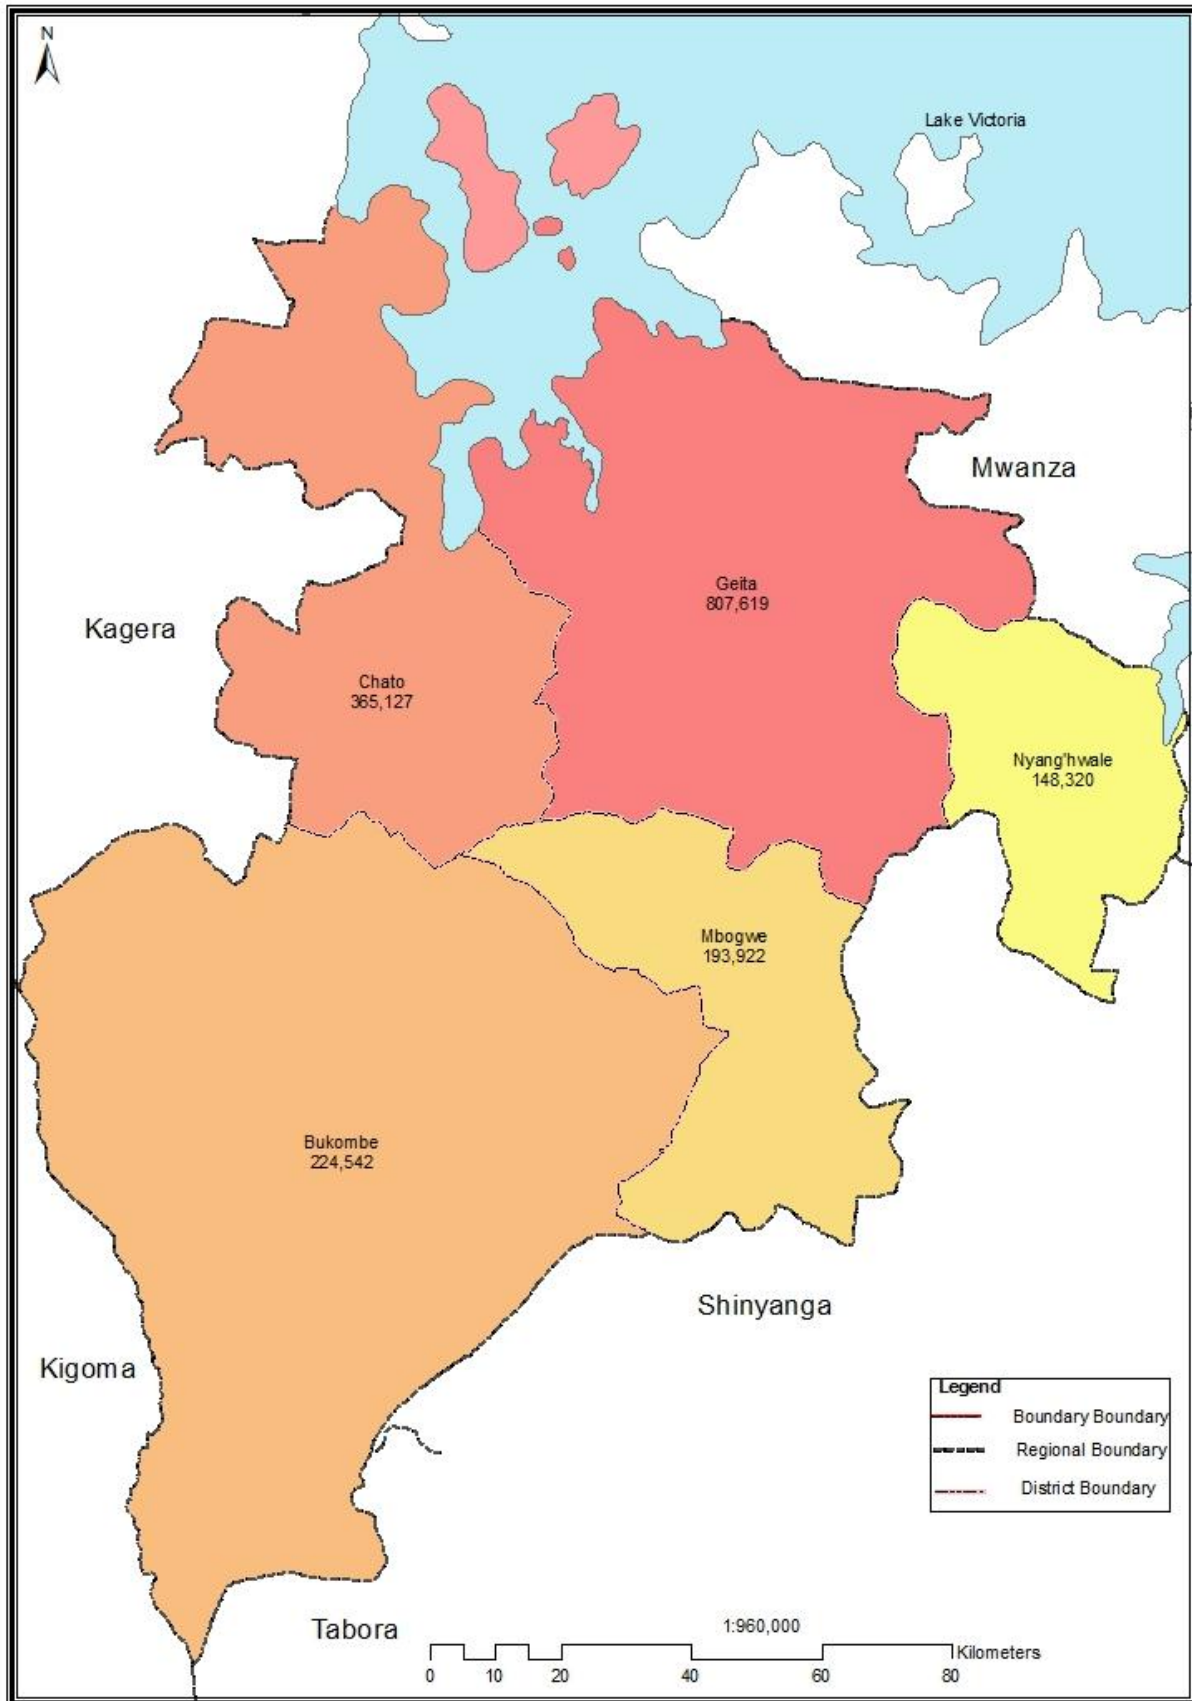 N
Lake Victoria
Mwanza
Geita
807,619
Kagera
Chato
365,127
Nyang'hwale
148,320
Mbogwe
193,922
Bukombe
224,542
Shinyanga
Kigoma
Legend
Boundary Boundary
Regional Boundary
District Boundary
Tabora
1:960,000
Kilometers
0 10 20 40 60 80